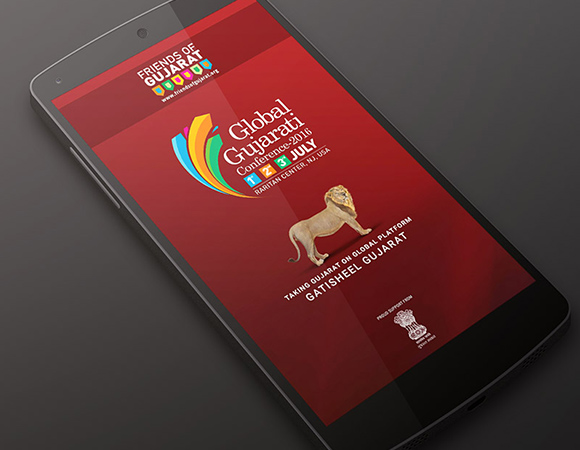 FRIENDS OF
GUJARAT
www.friendsofgujarat.org
Global
Gujarati
Conference-2016
1 2 3 JULY
RARITAN CENTER, NJ, USA
TAKING GUJARAT ON GLOBAL PLATFORM
GATISHEEL GUJARAT
PROUD SUPPORT FROM